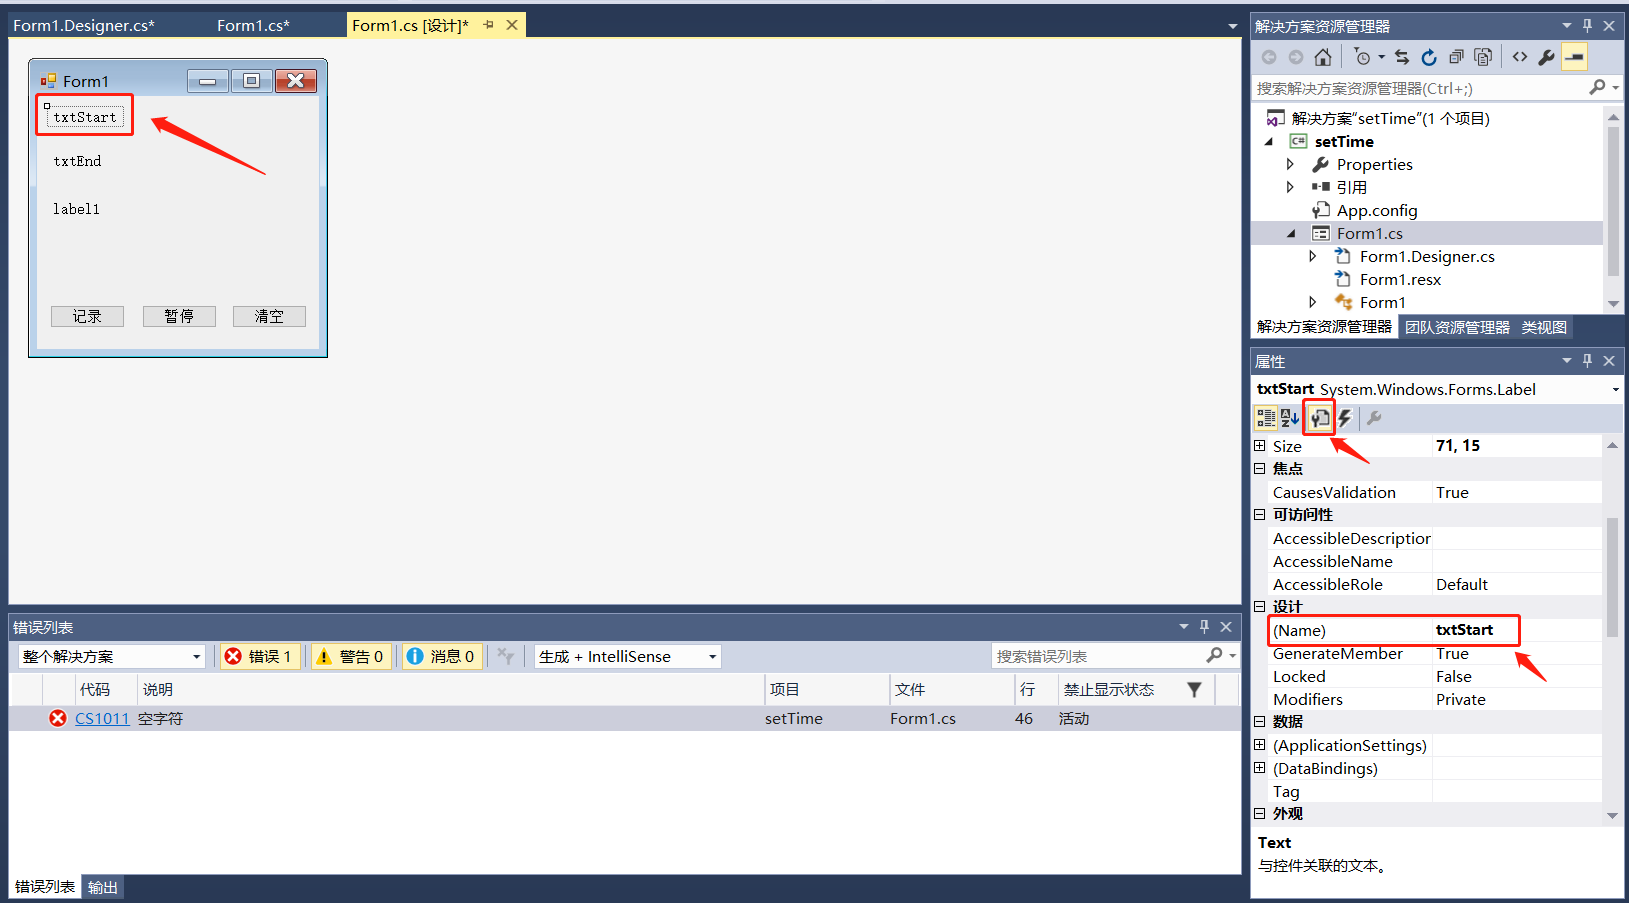 Form1.Designer.cs*
Form1.cs*
Form1.cs [设计]*
Form1
txtStart
txtEnd
label1
记录
暂停
清空
错误列表
整个解决方案
错误 1
警告 0
消息 0
生成 + IntelliSense
搜索错误列表
代码
说明
项目
文件
行
禁止显示状态
CS1011
空字符
setTime
Form1.cs
46
活动
错误列表
输出
解决方案资源管理器
搜索解决方案资源管理器(Ctrl+;)
解决方案"setTime"(1 个项目)
C# setTime
Properties
引用
App.config
Form1.cs
Form1.Designer.cs
Form1.resx
Form1
解决方案资源管理器
团队资源管理器
类视图
属性
txtStart System.Windows.Forms.Label
Size 71, 15
焦点
CausesValidation True
可访问性
AccessibleDescription
AccessibleName
AccessibleRole Default
设计
(Name) txtStart
GenerateMember True
Locked False
Modifiers Private
数据
(ApplicationSettings)
(DataBindings)
Tag
外观
Text
与控件关联的文本。